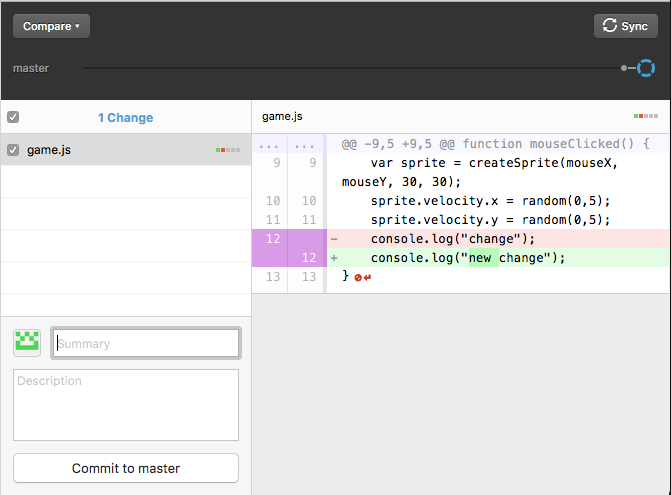 Compare
Sync
master
1 Change
game.js
game.js
... ... @@ -9,5 +9,5 @@ function mouseClicked() {
9 9 var sprite = createSprite(mouseX,
mouseY, 30, 30);
10 10 sprite.velocity.x = random(0,5);
11 11 sprite.velocity.y = random(0,5);
12 - console.log("change");
12 + console.log("new change");
13 13 }
Summary
Description
Commit to master